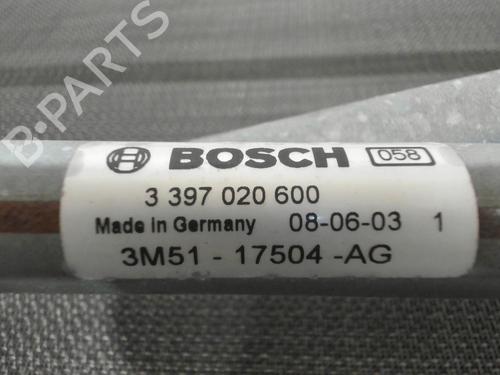 B-PARTS
BOSCH 058
3 397 020 600
Made in Germany 08-06-03 1
3M51 - 17504 -AG